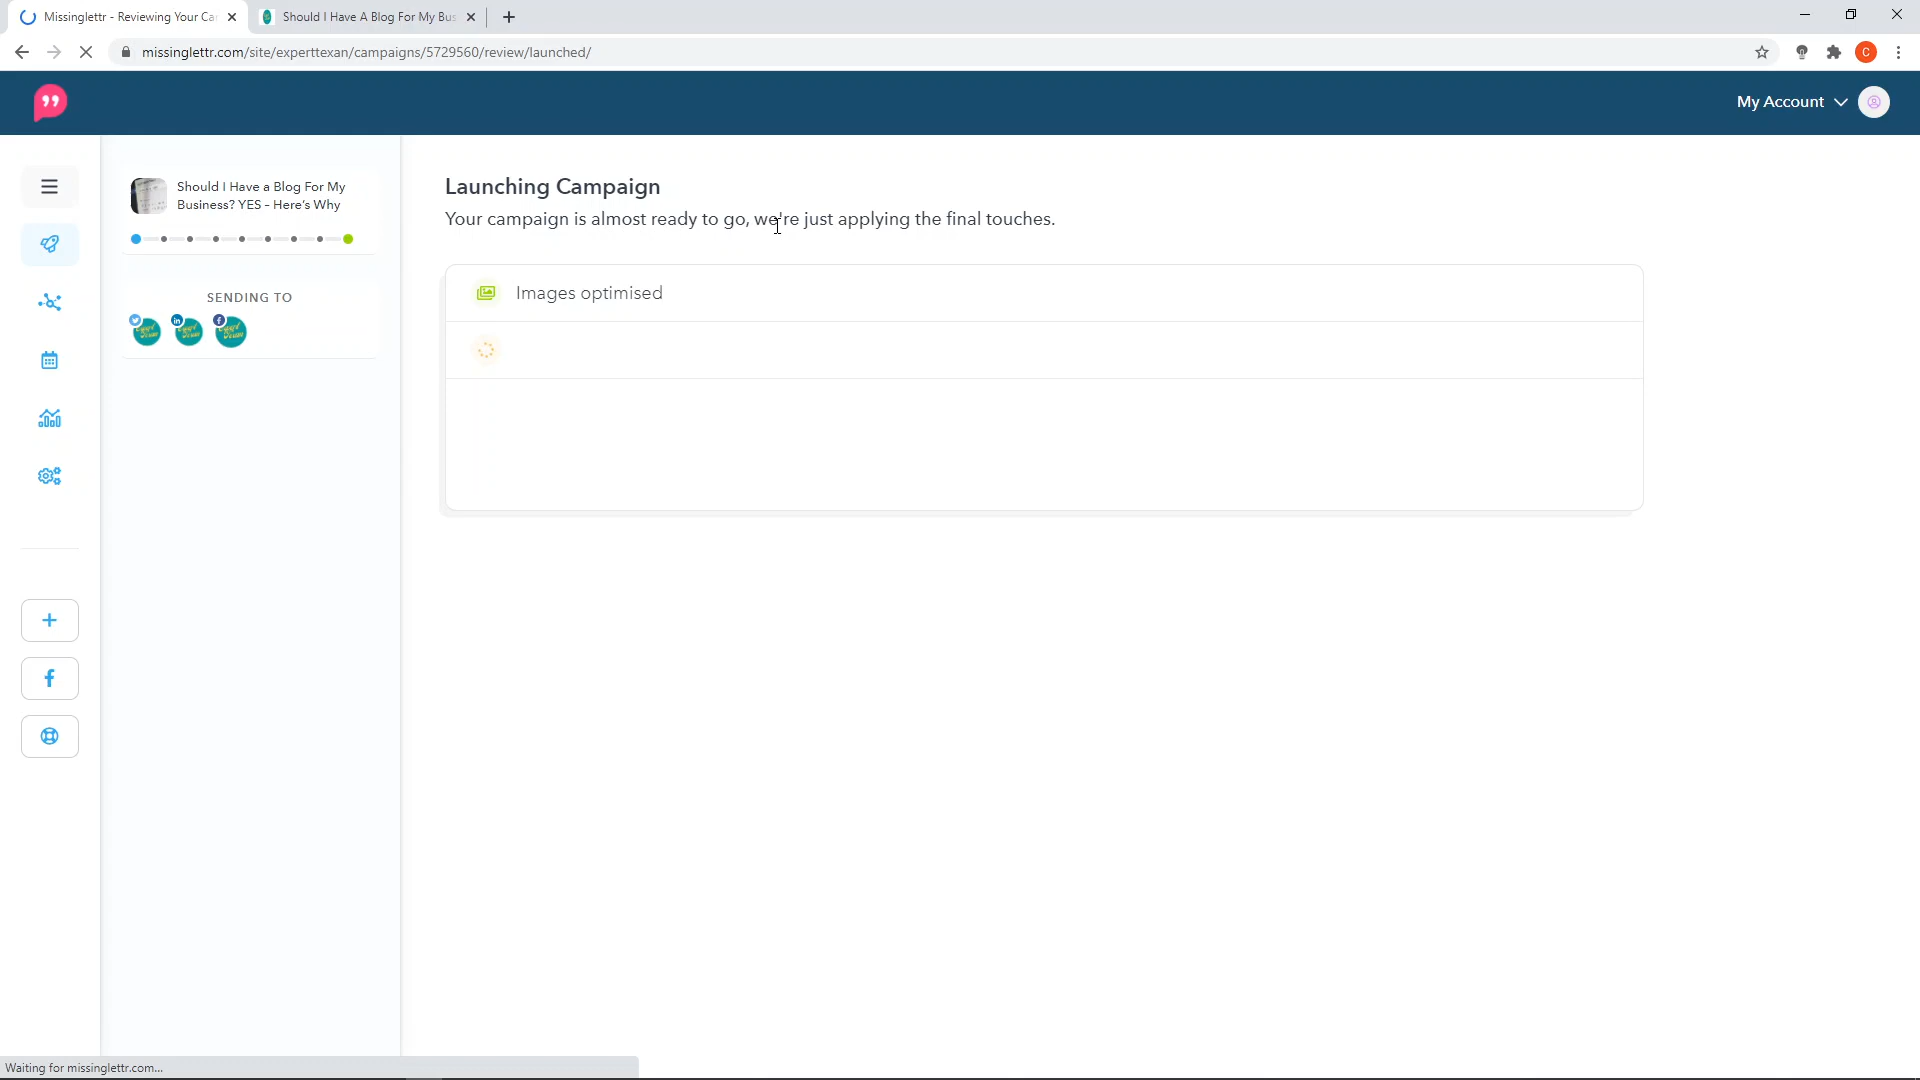 Missinglettr - Reviewing Your Ca
Should I Have A Blog For My Bus
missinglettr.com/site/experttexan/campaigns/5729560/review/launched/
C
My Account
Should I Have a Blog For My
Business? YES – Here's Why
Launching Campaign
Your campaign is almost ready to go, we're just applying the final touches.
SENDING TO
Images optimised
Waiting for missinglettr.com...